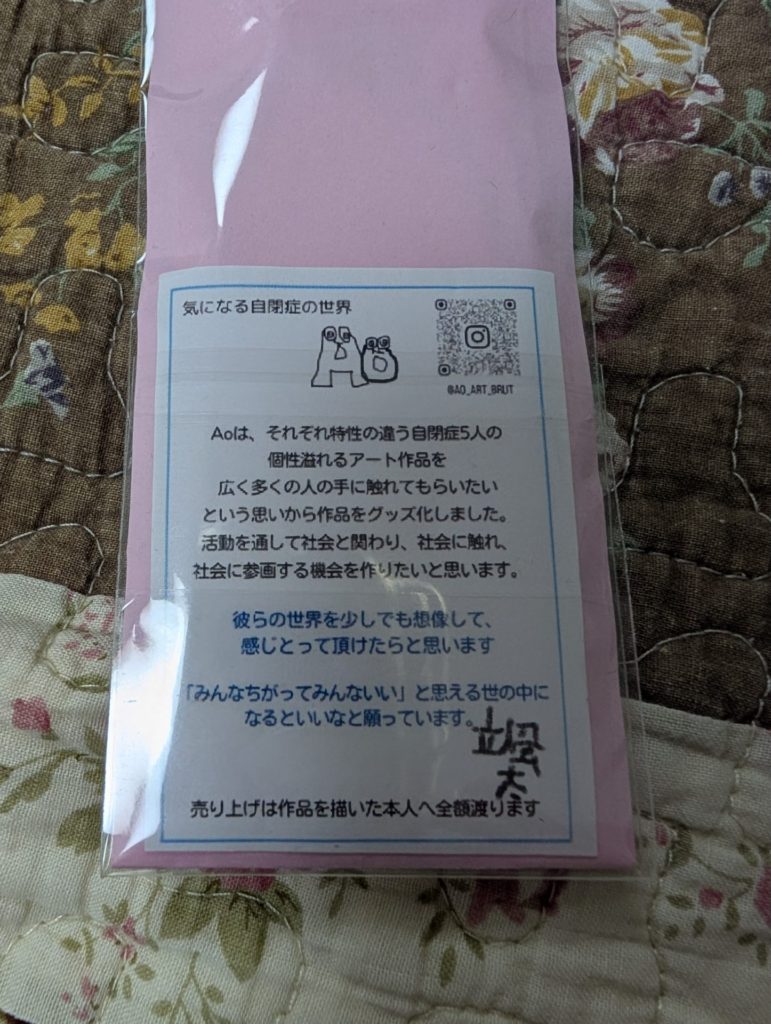 気になる自閉症の世界
Ao
@AO_ART_BRUT
Aoは、それぞれ特性の違う自閉症5人の
個性溢れるアート作品を
広く多くの人の手に触れてもらいたい
という思いから作品をグッズ化しました。
活動を通して社会と関わり、社会に触れ、
社会に参画する機会を作りたいと思います。
彼らの世界を少しでも想像して、
感じとって頂けたらと思います
「みんなちがってみんないい」と思える世の中に
なるといいなと願っています。
颯太
売り上げは作品を描いた本人へ全額渡ります